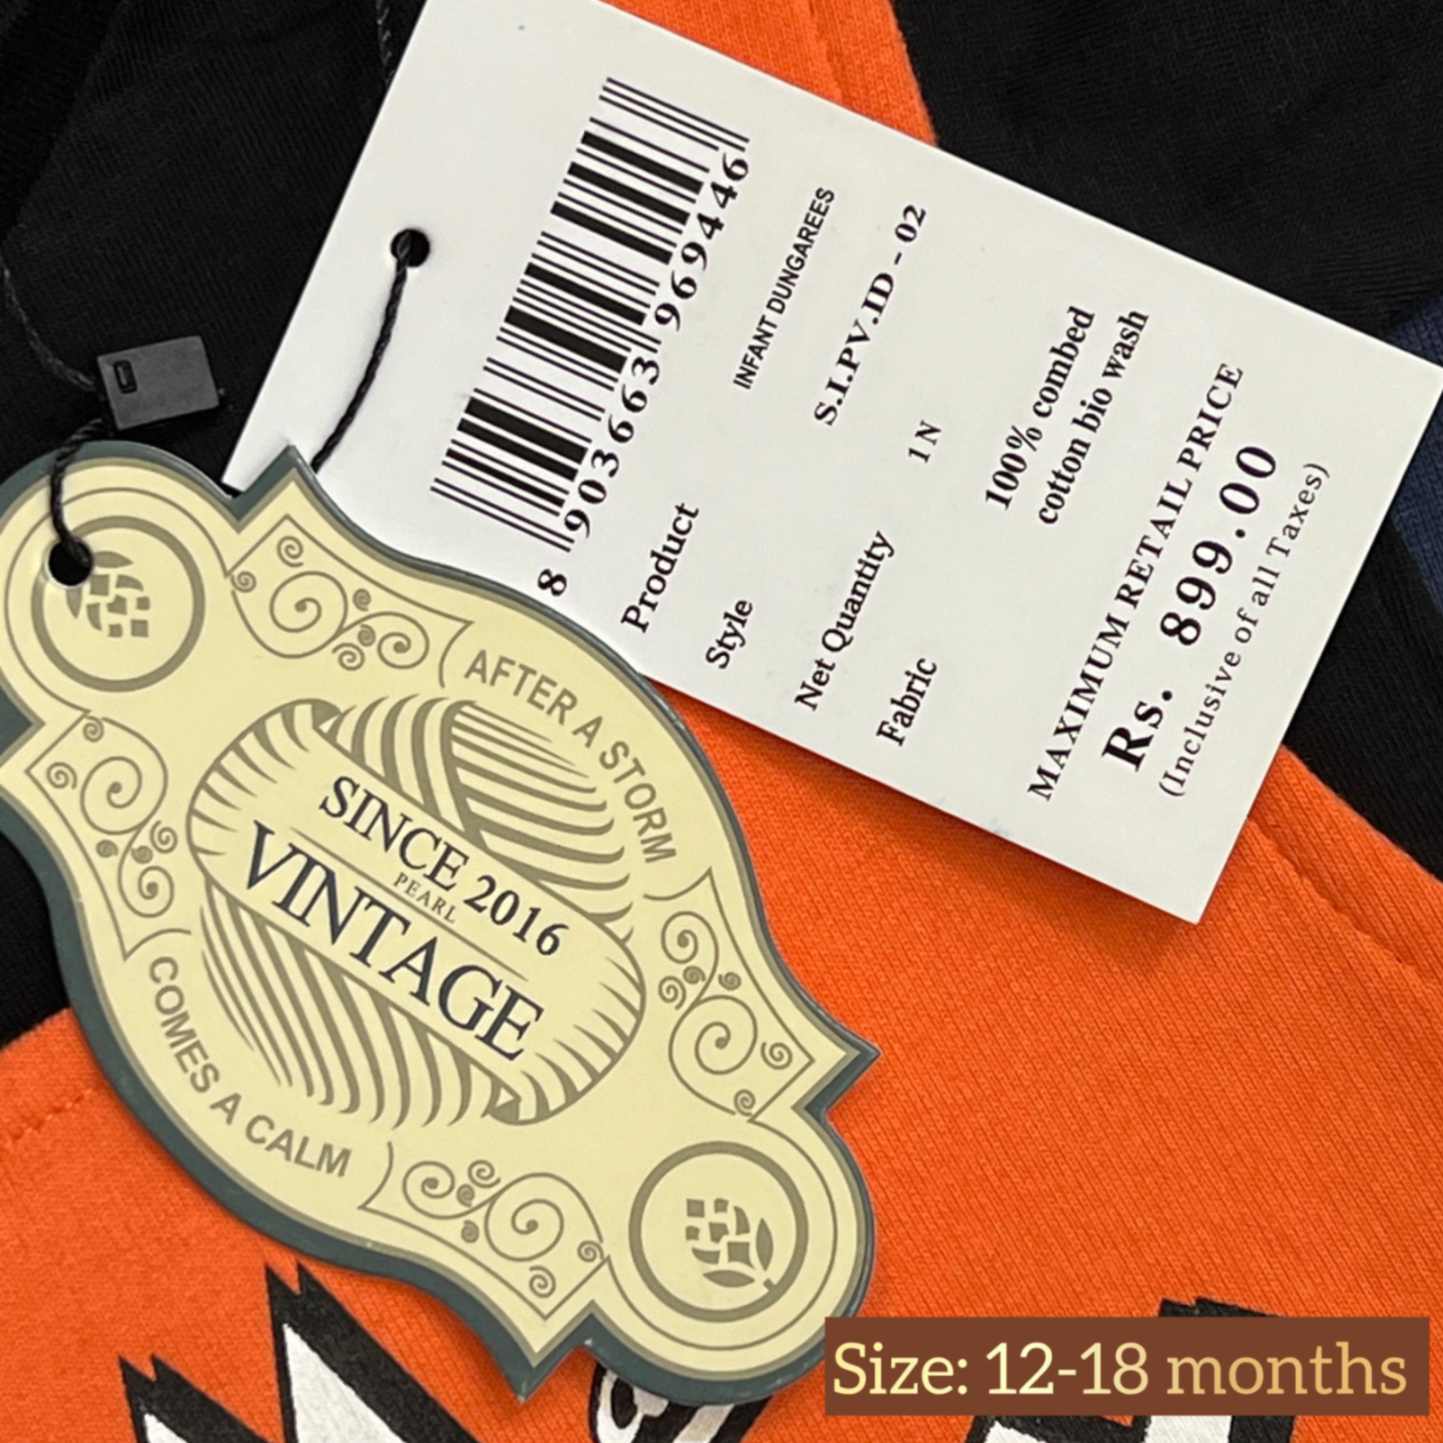 8 903663 969446
Product INFANT DUNGAREES
Style S.I.PV.ID - 02
Net Quantity 1 N
Fabric 100% combed
cotton bio wash
MAXIMUM RETAIL PRICE
Rs. 899.00
(Inclusive of all Taxes)
AFTER A STORM
SINCE 2016
PEARL
VINTAGE
COMES A CALM
Size: 12-18 months